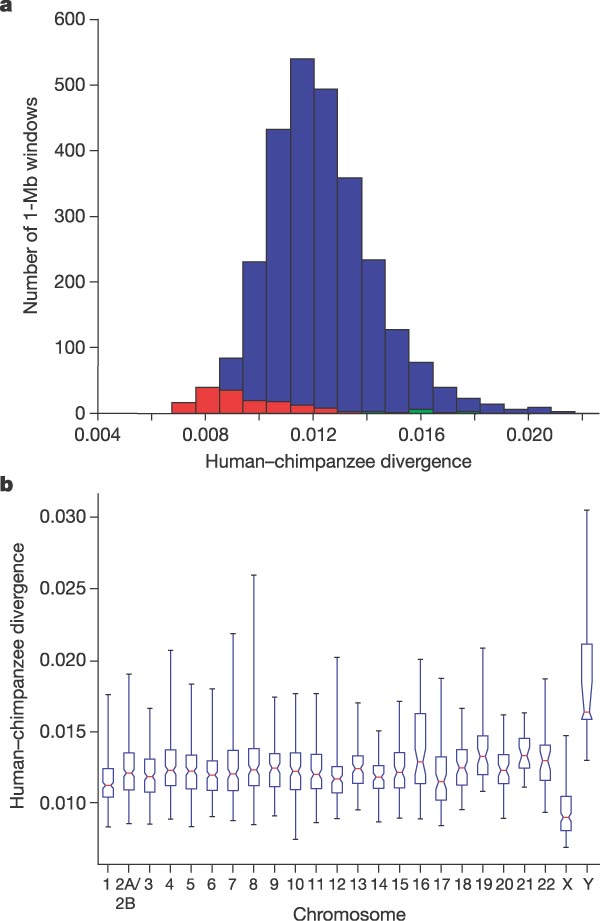 a
600
500
400
300
200
100
0
Number of 1-Mb windows
0.004 0.008 0.012 0.016 0.020
Human–chimpanzee divergence
b
0.030
0.025
0.020
0.015
0.010
Human–chimpanzee divergence
1 2A/ 3 4 5 6 7 8 9 10 11 12 13 14 15 16 17 18 19 20 21 22 X Y
2B
Chromosome